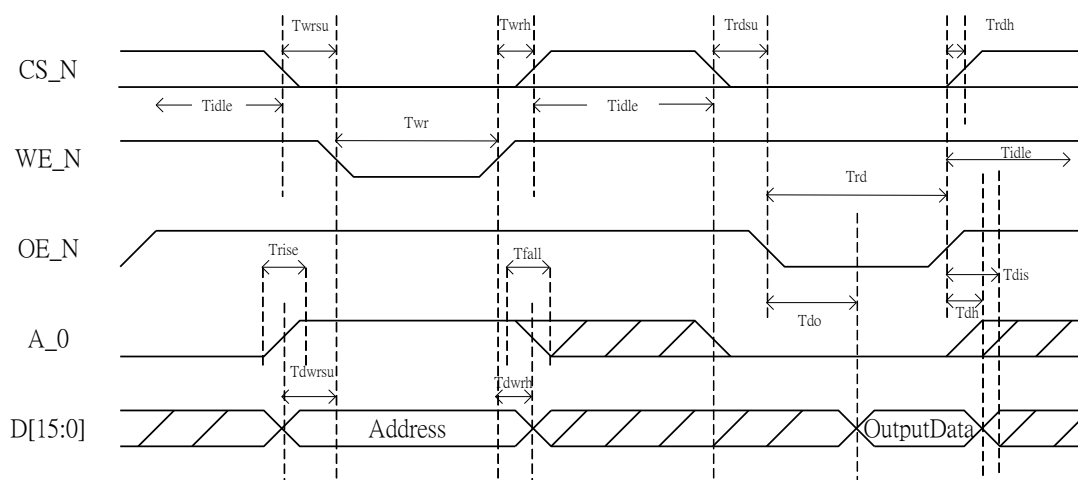 Twrsu
Twrh
Trdsu
Trdh
CS_N
Tidle
Tidle
Twr
WE_N
Tidle
Trd
OE_N
Trise
Tfall
Tdis
Tdh
Tdo
A_0
Tdwrsu
Tdwrh
D[15:0]
Address
OutputData